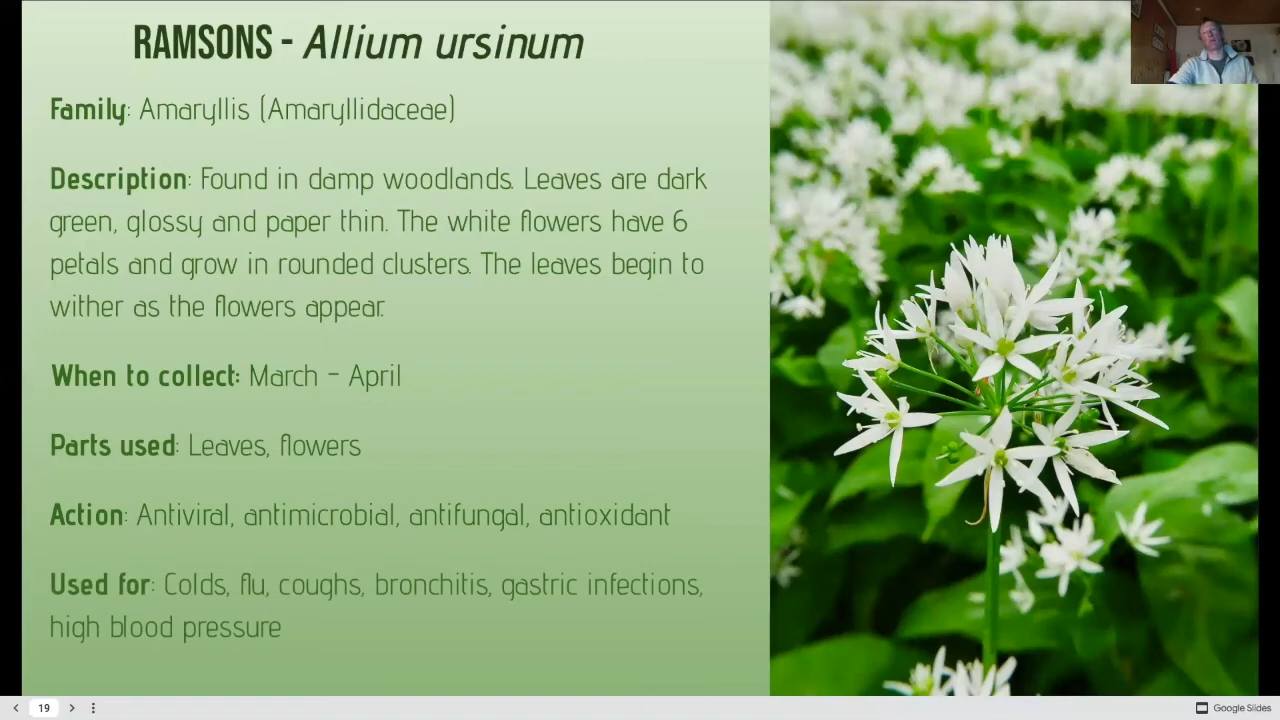 RAMSONS - Allium ursinum
Family: Amaryllis (Amaryllidaceae)
Description: Found in damp woodlands. Leaves are dark
green, glossy and paper thin. The white flowers have 6
petals and grow in rounded clusters. The leaves begin to
wither as the flowers appear.
When to collect: March - April
Parts used: Leaves, flowers
Action: Antiviral, antimicrobial, antifungal, antioxidant
Used for: Colds, flu, coughs, bronchitis, gastric infections,
high blood pressure
19
Google Slides